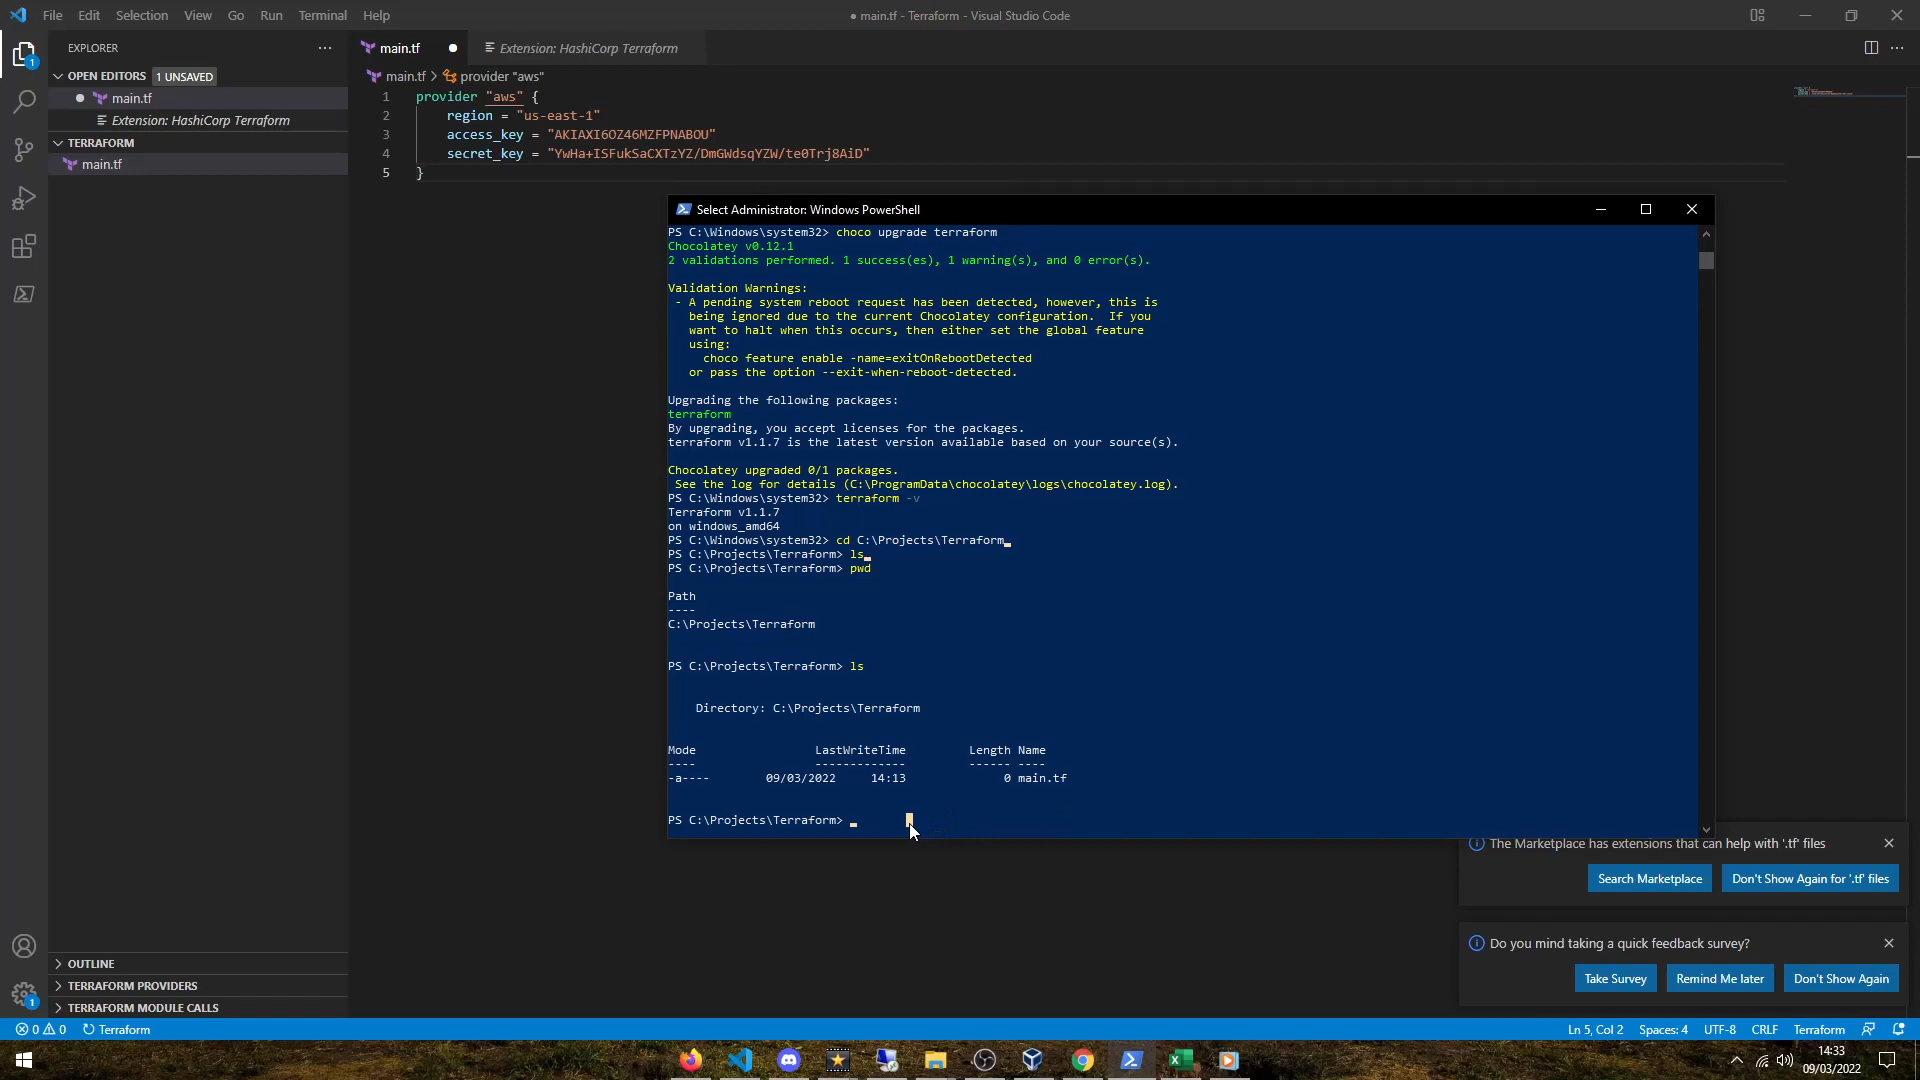 File Edit Selection View Go Run Terminal Help
● main.tf - Terraform - Visual Studio Code
EXPLORER
OPEN EDITORS 1 UNSAVED
main.tf
Extension: HashiCorp Terraform
TERRAFORM
main.tf
OUTLINE
TERRAFORM PROVIDERS
TERRAFORM MODULE CALLS
main.tf Extension: HashiCorp Terraform
main.tf > provider "aws"
1 provider "aws" {
2 region = "us-east-1"
3 access_key = "AKIAXI6OZ46MZFPNABOU"
4 secret_key = "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"
5 }
Select Administrator: Windows PowerShell
PS C:\Windows\system32> choco upgrade terraform
Chocolatey v0.12.1
2 validations performed. 1 success(es), 1 warning(s), and 0 error(s).
Validation Warnings:
- A pending system reboot request has been detected, however, this is
being ignored due to the current Chocolatey configuration. If you
want to halt when this occurs, then either set the global feature
using:
choco feature enable -name=exitOnRebootDetected
or pass the option --exit-when-reboot-detected.
Upgrading the following packages:
terraform
By upgrading, you accept licenses for the packages.
terraform v1.1.7 is the latest version available based on your source(s).
Chocolatey upgraded 0/1 packages.
See the log for details (C:\ProgramData\chocolatey\logs\chocolatey.log).
PS C:\Windows\system32> terraform -v
Terraform v1.1.7
on windows_amd64
PS C:\Windows\system32> cd C:\Projects\Terraform
PS C:\Projects\Terraform> ls
PS C:\Projects\Terraform> pwd
Path
----
C:\Projects\Terraform
PS C:\Projects\Terraform> ls
Directory: C:\Projects\Terraform
Mode LastWriteTime Length Name
---- ------------- ------ ----
-a---- 09/03/2022 14:13 0 main.tf
PS C:\Projects\Terraform> _
The Marketplace has extensions that can help with '.tf' files
Search Marketplace Don't Show Again for '.tf' files
Do you mind taking a quick feedback survey?
Take Survey Remind Me later Don't Show Again
0 0 Terraform
Ln 5, Col 2 Spaces: 4 UTF-8 CRLF Terraform
14:33
09/03/2022